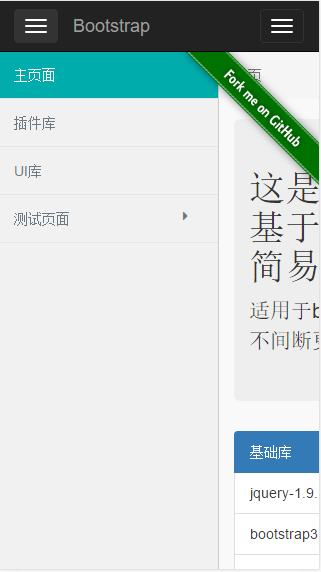 Bootstrap
主页面
插件库
UI库
测试页面
页
Fork me on GitHub
这是
基于
简易
适用于b
不间断更
基础库
jquery-1.9.
bootstrap3